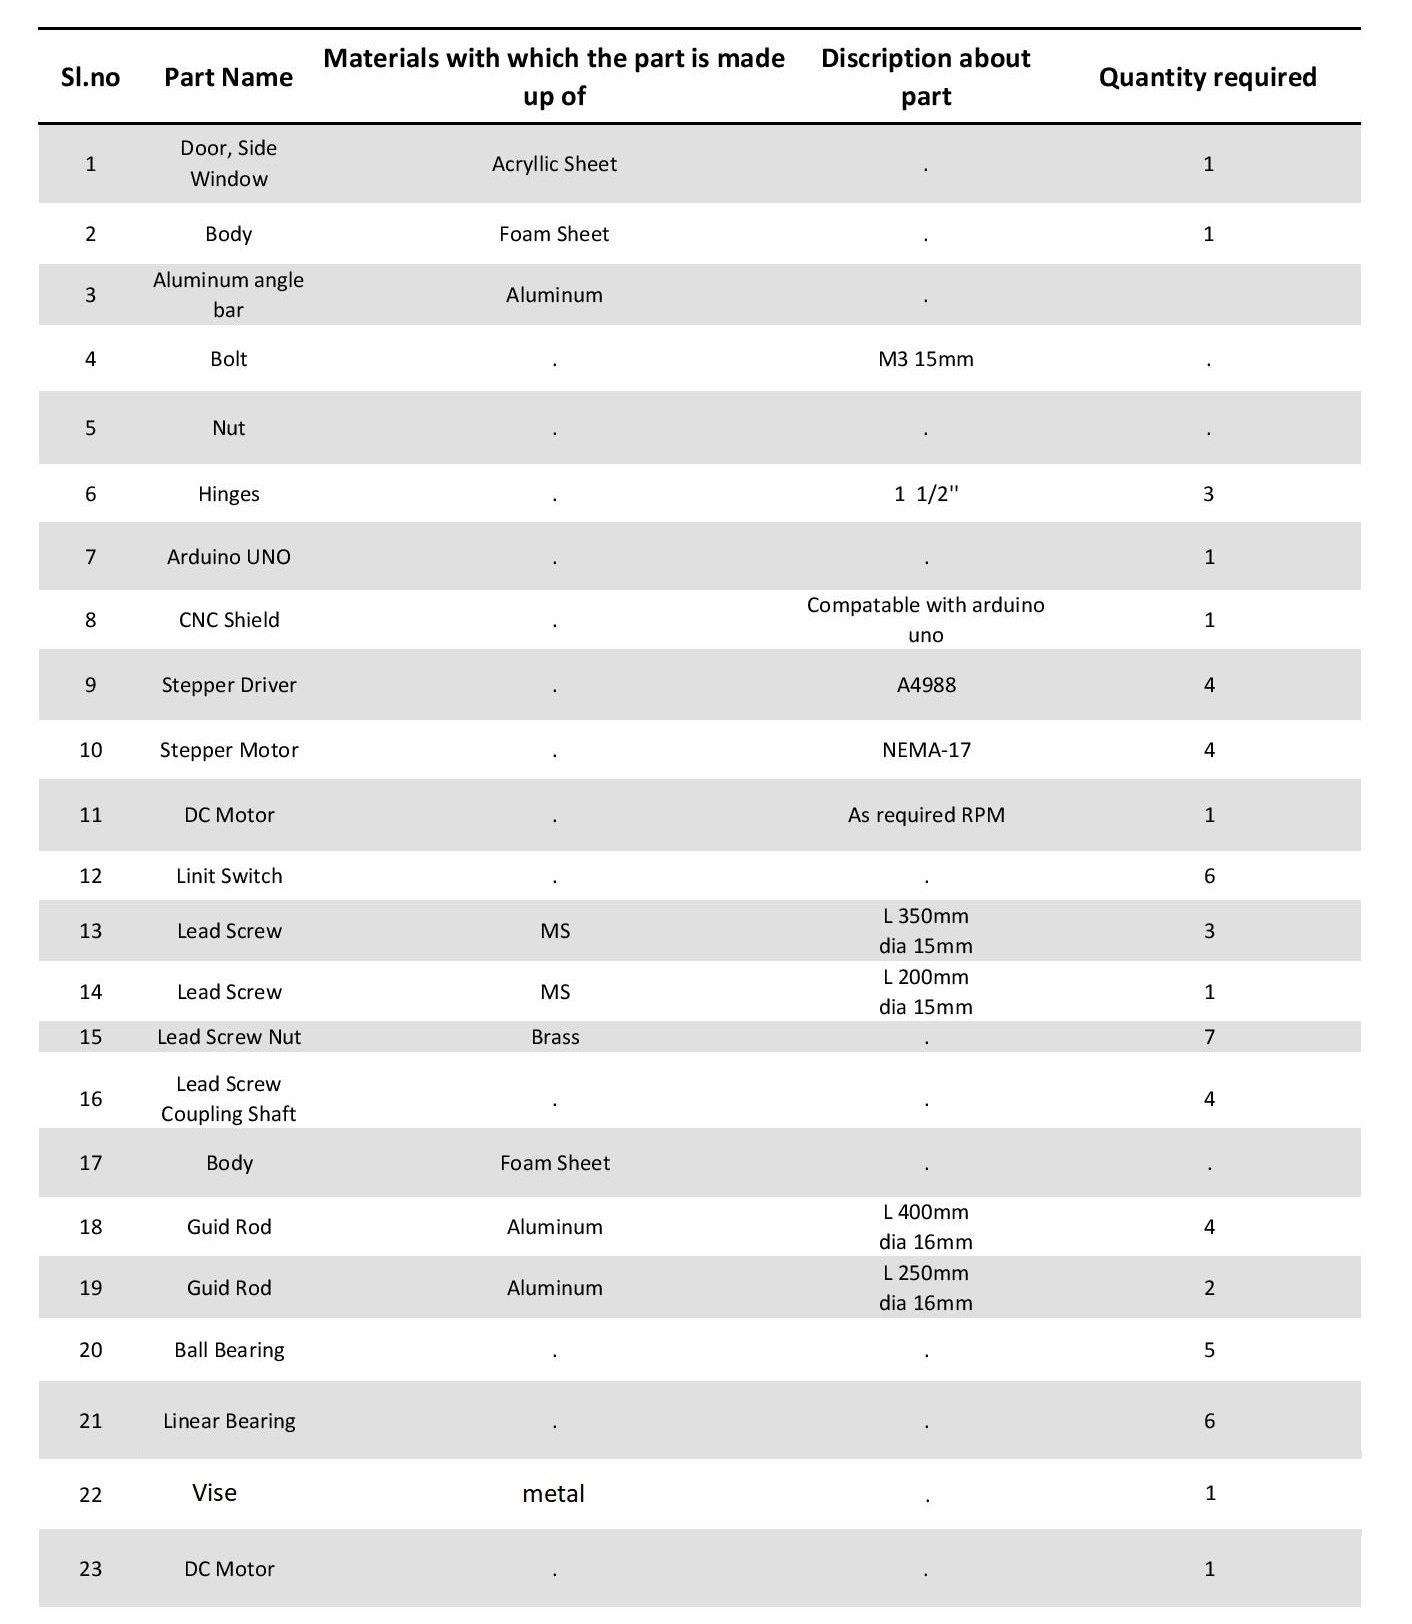 Sl.no Part Name Materials with which the part is made up of Discription about part Quantity required
1 Door, Side Window Acryllic Sheet . 1
2 Body Foam Sheet . 1
3 Aluminum angle bar Aluminum .
4 Bolt . M3 15mm .
5 Nut . . .
6 Hinges . 1 1/2'' 3
7 Arduino UNO . . 1
8 CNC Shield . Compatable with arduino uno 1
9 Stepper Driver . A4988 4
10 Stepper Motor . NEMA-17 4
11 DC Motor . As required RPM 1
12 Linit Switch . . 6
13 Lead Screw MS L 350mm dia 15mm 3
14 Lead Screw MS L 200mm dia 15mm 1
15 Lead Screw Nut Brass . 7
16 Lead Screw Coupling Shaft . . 4
17 Body Foam Sheet . .
18 Guid Rod Aluminum L 400mm dia 16mm 4
19 Guid Rod Aluminum L 250mm dia 16mm 2
20 Ball Bearing . . 5
21 Linear Bearing . . 6
22 Vise metal . 1
23 DC Motor . . 1